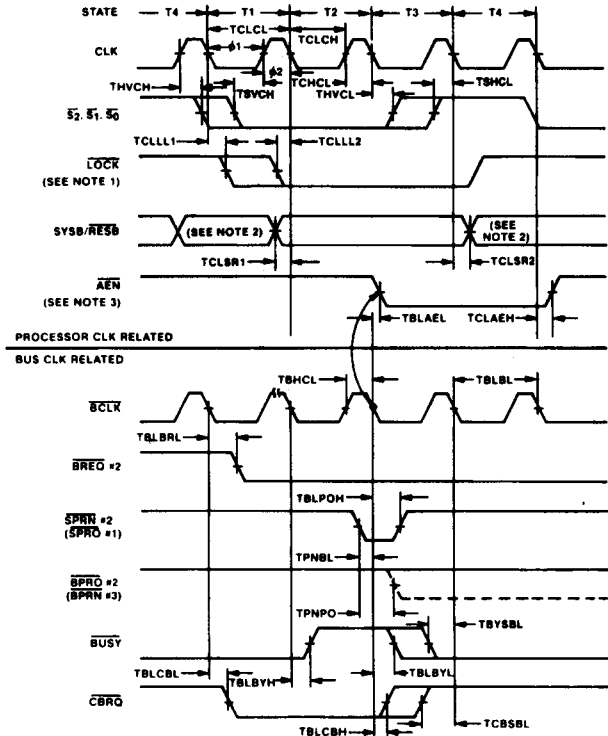 STATE T4 T1 T2 T3 T4
TCLCL
TCLCH
CLK ϕ1
ϕ2
TCHCL
THVCH TSVCH THVCL TSHCL
S2. S1. S0
TCLLL1 TCLLL2
LOCK
(SEE NOTE 1)
SYSB/RESB (SEE NOTE 2) (SEE NOTE 2)
TCLSR1 TCLSR2
AEN
(SEE NOTE 3)
TBLAEL TCLAEH
PROCESSOR CLK RELATED
BUS CLK RELATED
TBHCL TBLBL
BCLK
TBLBRL
BREQ #2
TBLPOH
SPRN #2
(SPRO #1)
TPNBL
BPRO #2
(BPRN #3)
TPNPO TBYSBL
BUSY
TBLCBL TBLBYH TBLBYL
CBRQ
TBLCBH TCBSBL